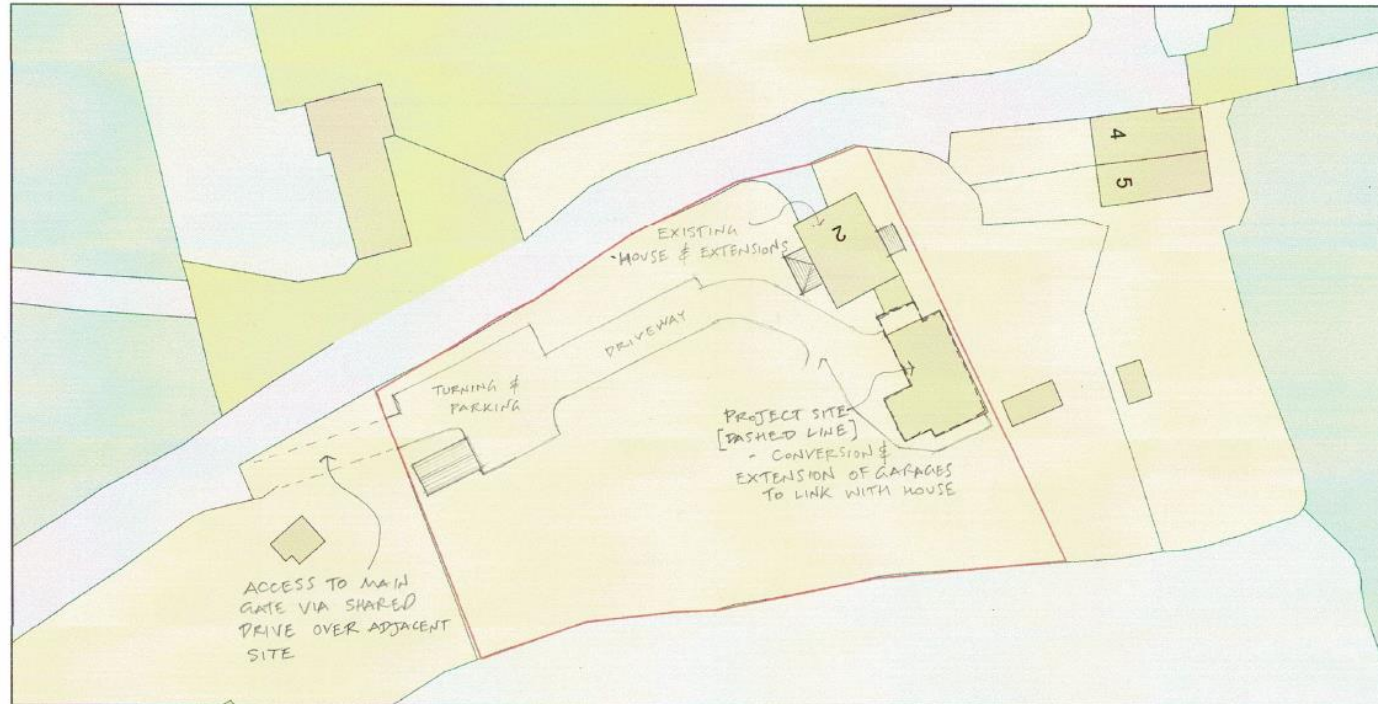 4
5
2
EXISTING
-HOUSE & EXTENSIONS
DRIVEWAY
TURNING &
PARKING
PROJECT SITE-
[DASHED LINE]
- CONVERSION &
EXTENSION OF GARAGES
TO LINK WITH HOUSE
ACCESS TO MAIN
GATE VIA SHARED
DRIVE OVER ADJACENT
SITE